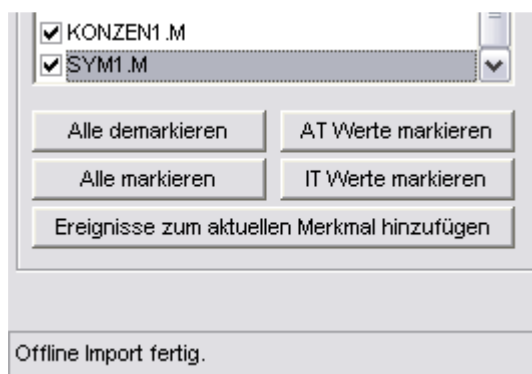 KONZEN1.M
SYM1.M
Alle demarkieren
AT Werte markieren
Alle markieren
IT Werte markieren
Ereignisse zum aktuellen Merkmal hinzufügen
Offline Import fertig.